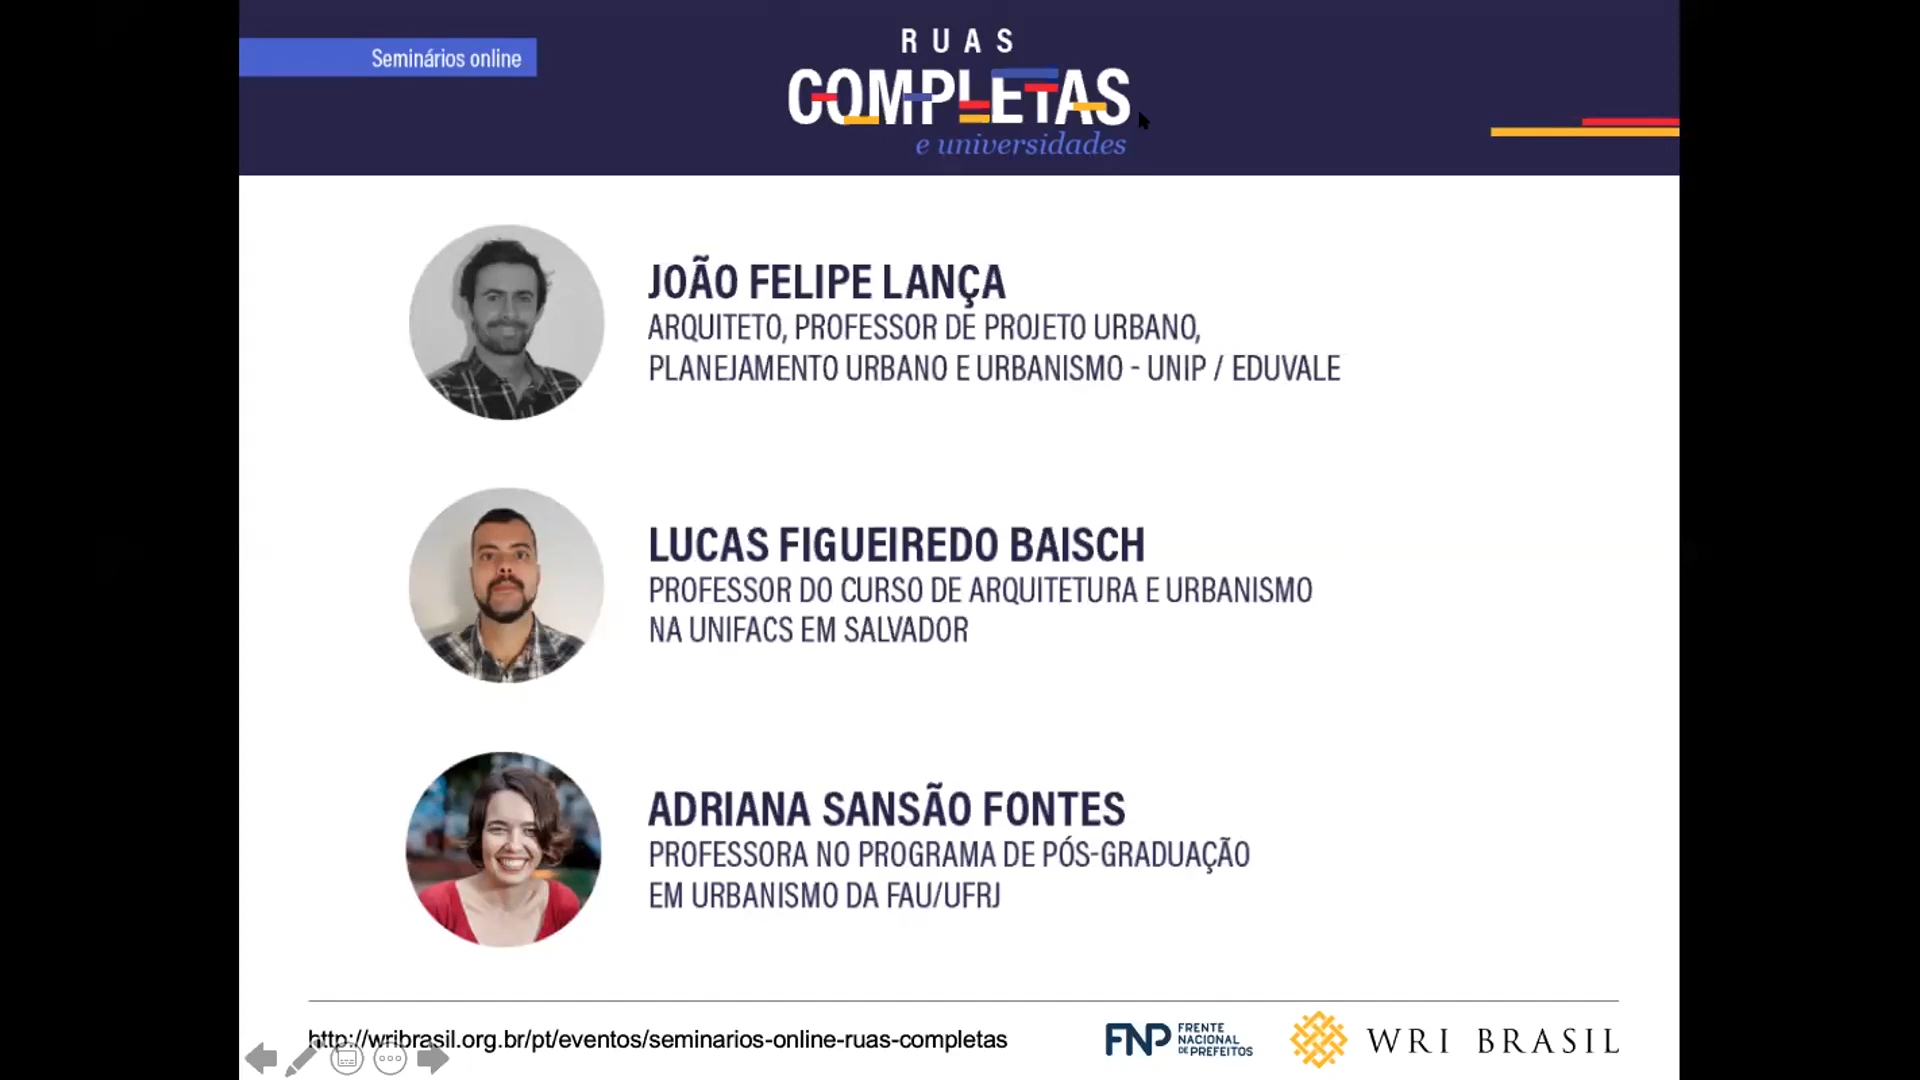 Seminários online
RUAS
COMPLETAS
e universidades
JOÃO FELIPE LANÇA
ARQUITETO, PROFESSOR DE PROJETO URBANO,
PLANEJAMENTO URBANO E URBANISMO - UNIP / EDUVALE
LUCAS FIGUEIREDO BAISCH
PROFESSOR DO CURSO DE ARQUITETURA E URBANISMO
NA UNIFACS EM SALVADOR
ADRIANA SANSÃO FONTES
PROFESSORA NO PROGRAMA DE PÓS-GRADUAÇÃO
EM URBANISMO DA FAU/UFRJ
http://wribrasil.org.br/pt/eventos/seminarios-online-ruas-completas
FNP
FRENTE
NACIONAL
DE PREFEITOS
WRI BRASIL